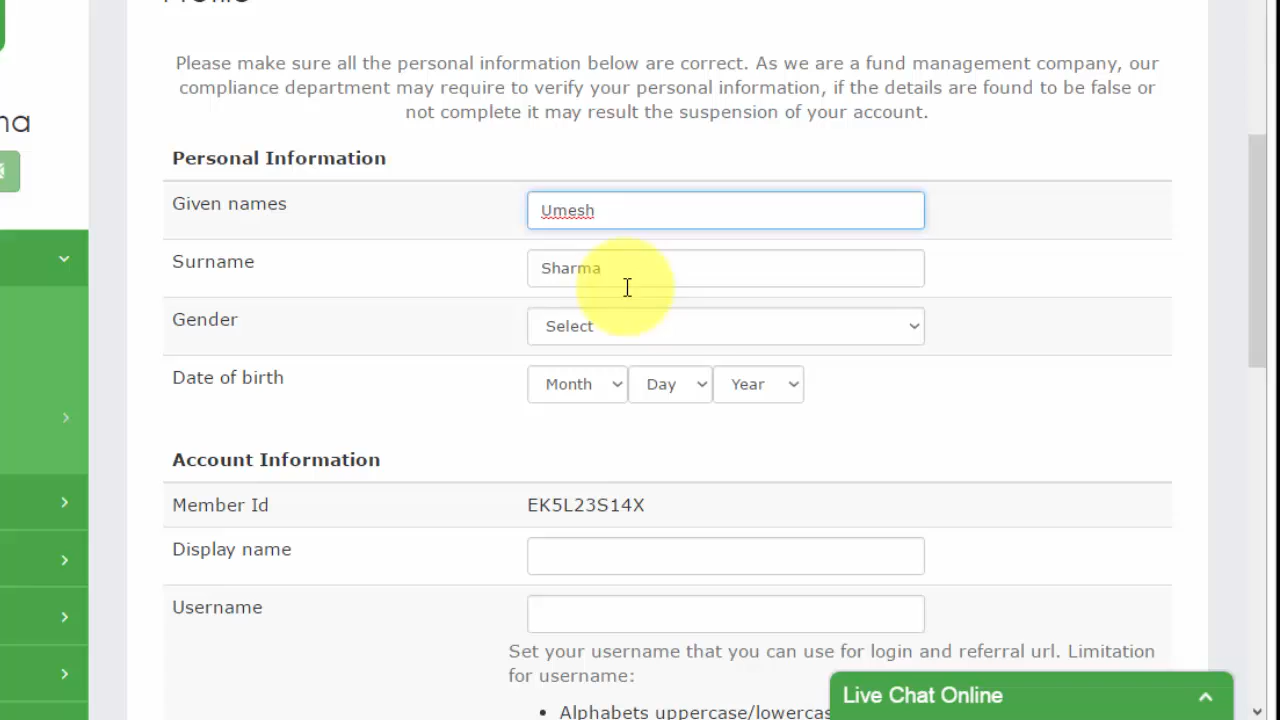 Please make sure all the personal information below are correct. As we are a fund management company, our
compliance department may require to verify your personal information, if the details are found to be false or
not complete it may result the suspension of your account.
Personal Information
Given names
Umesh
Surname
Sharma
Gender
Select
Date of birth
Month Day Year
Account Information
Member Id
EK5L23S14X
Display name
Username
Set your username that you can use for login and referral url. Limitation
for username:
Live Chat Online
• Alphabets